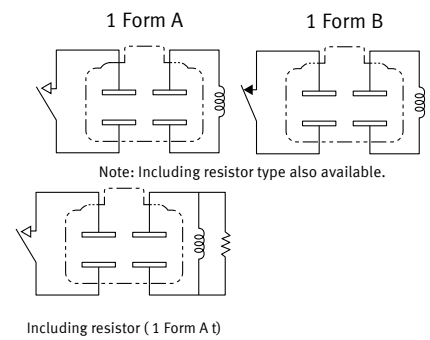 1 Form A
1 Form B
Note: Including resistor type also available.
Including resistor ( 1 Form A t)